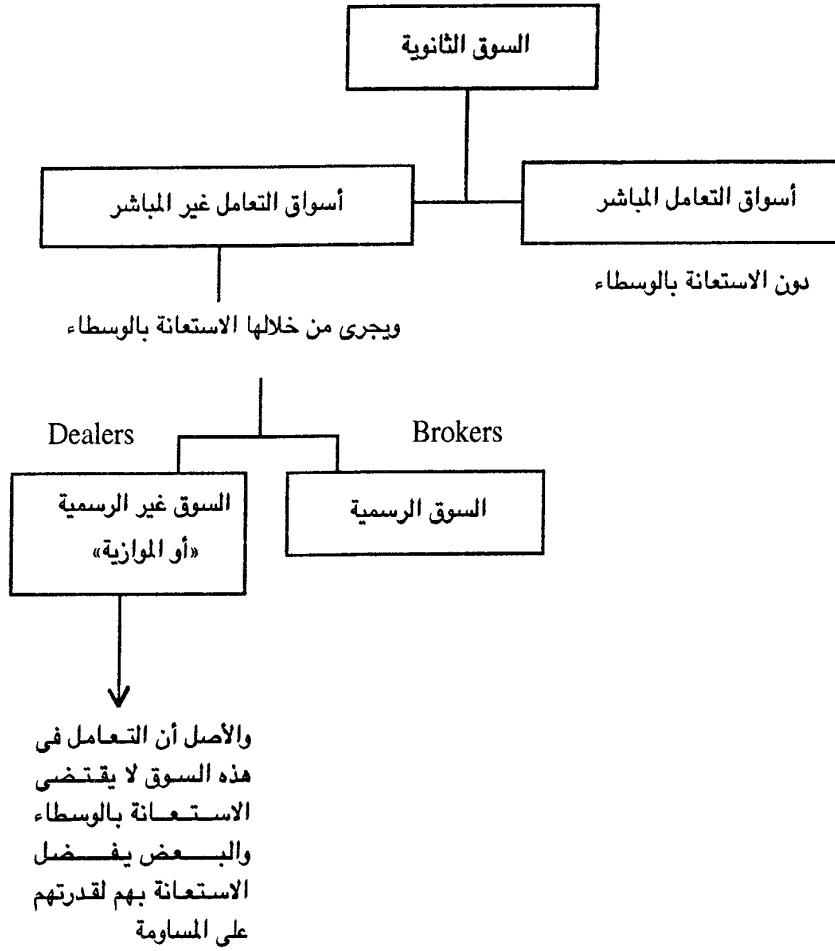 السوق الثانوية
أسواق التعامل المباشر
أسواق التعامل غير المباشر
دون الاستعانة بالوسطاء
ويجرى من خلالها الاستعانة بالوسطاء
Brokers
Dealers
السوق الرسمية
السوق غير الرسمية
«أو الموازية»
والأصل أن التعامل فى
هذه السوق لا يقتضى
الاستعانة بالوسطاء
والبعض يفضل
الاستعانة بهم لقدرتهم
على المساومة